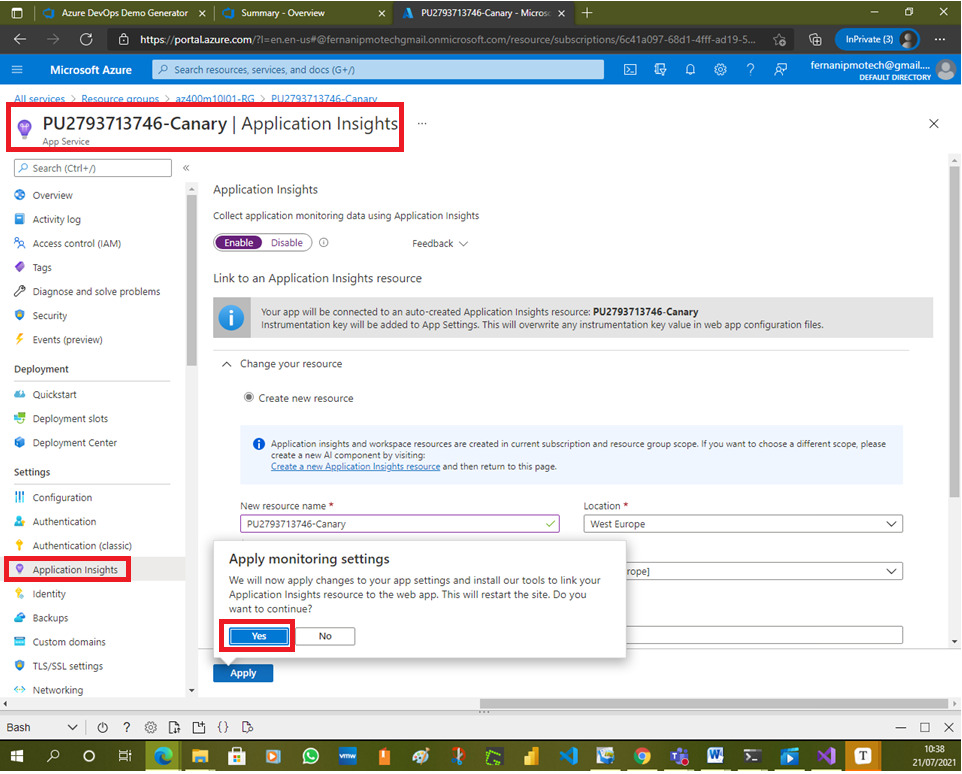 Azure DevOps Demo Generator
Summary - Overview
PU2793713746-Canary - Microso
https://portal.azure.com/?l=en.en-us#@fernanipmotechgmail.onmicrosoft.com/resource/subscriptions/6c41a097-68d1-4fff-ad19-5...
InPrivate (3)
Microsoft Azure
Search resources, services, and docs (G+/)
fernanipmotech@gmail....
DEFAULT DIRECTORY
All services > Resource groups > az400m10l01-RG > PU2793713746-Canary
PU2793713746-Canary | Application Insights ...
App Service
Search (Ctrl+/)
Overview
Activity log
Access control (IAM)
Tags
Diagnose and solve problems
Security
Events (preview)
Deployment
Quickstart
Deployment slots
Deployment Center
Settings
Configuration
Authentication
Authentication (classic)
Application Insights
Identity
Backups
Custom domains
TLS/SSL settings
Networking
Application Insights
Collect application monitoring data using Application Insights
Enable Disable
Feedback
Link to an Application Insights resource
Your app will be connected to an auto-created Application Insights resource: PU2793713746-Canary
Instrumentation key will be added to App Settings. This will overwrite any instrumentation key value in web app configuration files.
Change your resource
Create new resource
Application insights and workspace resources are created in current subscription and resource group scope. If you want to choose a different scope, please
create a new AI component by visiting:
Create a new Application Insights resource and then return to this page.
New resource name *
Location *
PU2793713746-Canary
West Europe
rope]
Apply monitoring settings
We will now apply changes to your app settings and install our tools to link your
Application Insights resource to the web app. This will restart the site. Do you
want to continue?
Yes
No
Apply
Bash
vmw
T
10:38
21/07/2021